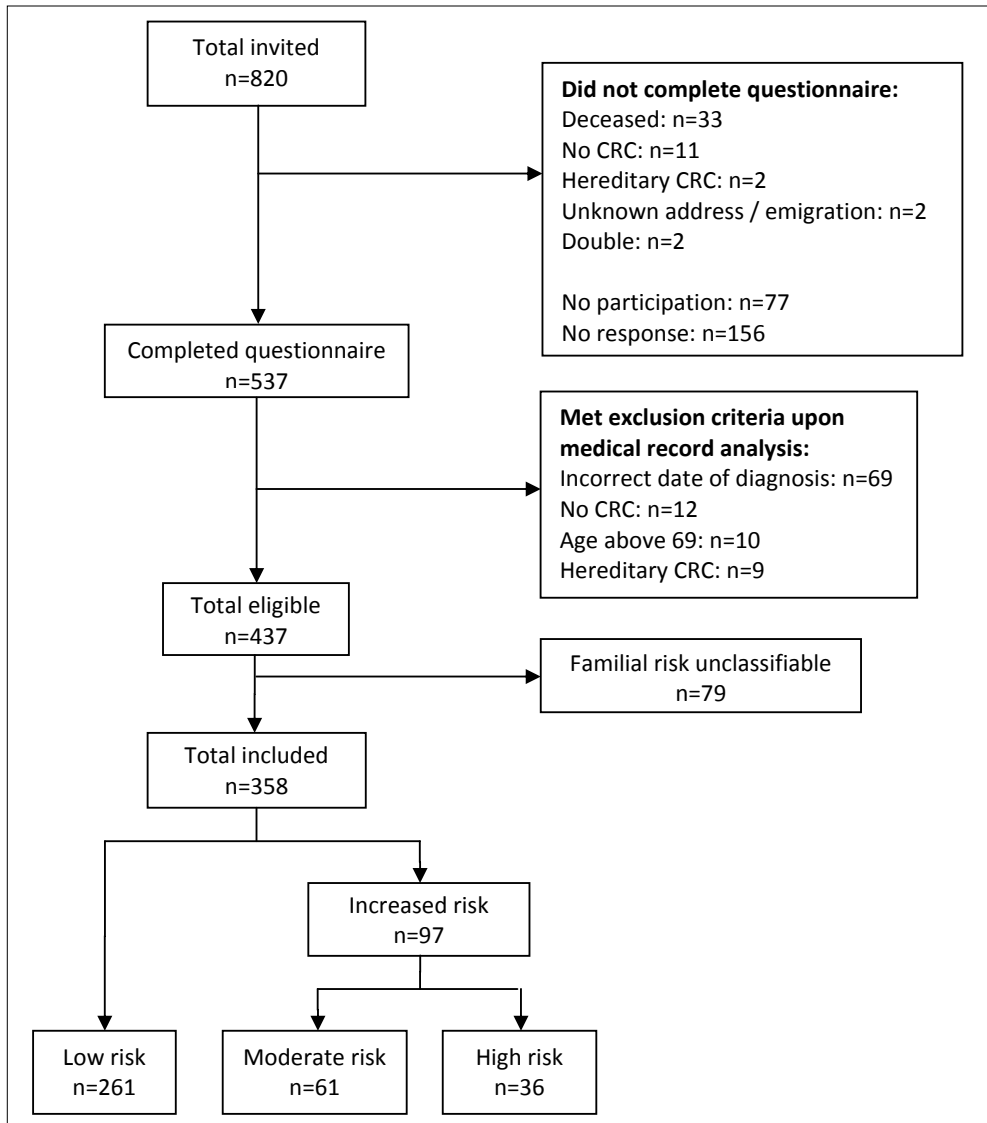 Total invited
n=820
Did not complete questionnaire:
Deceased: n=33
No CRC: n=11
Hereditary CRC: n=2
Unknown address / emigration: n=2
Double: n=2
No participation: n=77
No response: n=156
Completed questionnaire
n=537
Met exclusion criteria upon
medical record analysis:
Incorrect date of diagnosis: n=69
No CRC: n=12
Age above 69: n=10
Hereditary CRC: n=9
Total eligible
n=437
Familial risk unclassifiable
n=79
Total included
n=358
Increased risk
n=97
Low risk
n=261
Moderate risk
n=61
High risk
n=36